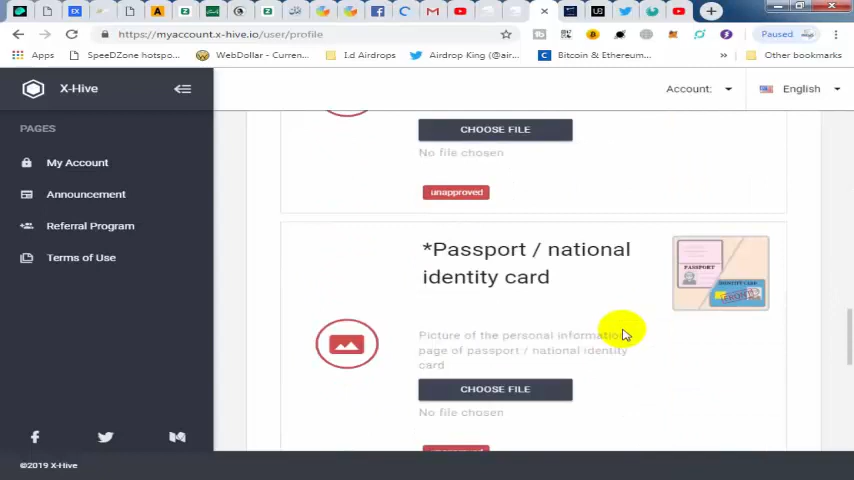 https://myaccount.x-hive.io/user/profile
Paused
Apps
SpeedZone hotspo...
WebDollar - Curren...
I.d Airdrops
Airdrop King (@air...
Bitcoin & Ethereum...
»
Other bookmarks
X-Hive
Account:
English
PAGES
My Account
Announcement
Referral Program
Terms of Use
CHOOSE FILE
No file chosen
unapproved
*Passport / national
identity card
PASSPORT
IDENTITY CARD
Picture of the personal information
page of passport / national identity
card
CHOOSE FILE
No file chosen
©2019 X-Hive